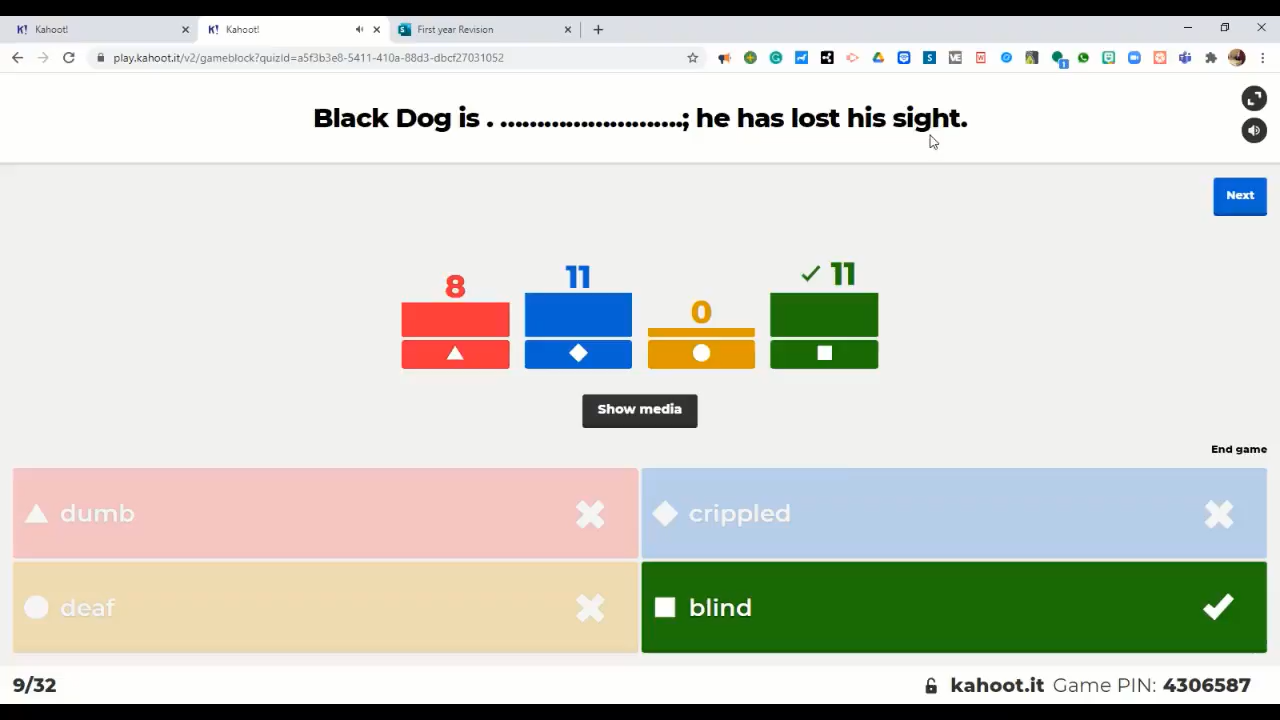 K! Kahoot!
K! Kahoot!
S First year Revision
play.kahoot.it/v2/gameblock?quizId=a5f3b3e8-5411-410a-88d3-dbcf27031052
Black Dog is . ........................; he has lost his sight.
Next
8
11
0
11
Show media
End game
dumb
crippled
deaf
blind
9/32
kahoot.it Game PIN: 4306587